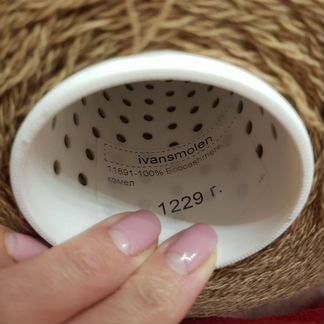 ivansmolen
11891-100% Ecocashmere
кэмел
1229 г.